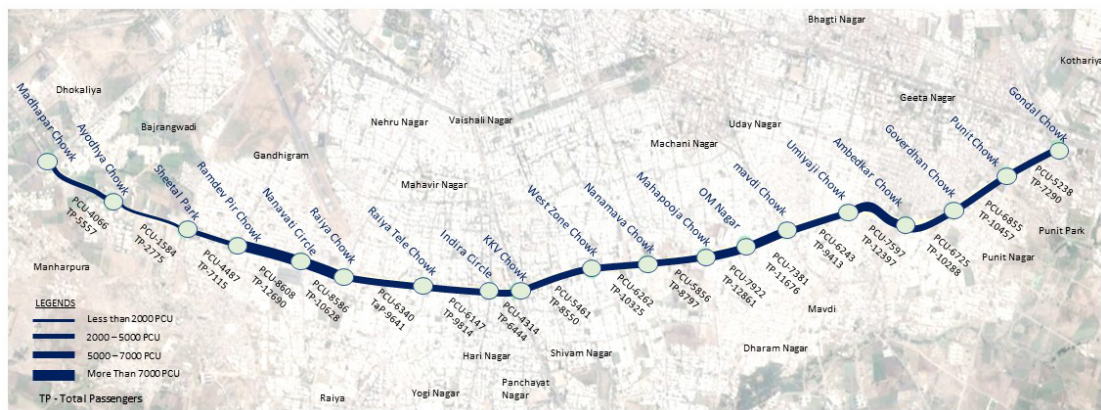 Bhagti Nagar
Kothariya
Dhokaliya
Geeta Nagar
Gondal Chowk
Madhapar Chowk
Ayodhya Chowk
Bajrangwadi
Nehru Nagar
Vaishali Nagar
Uday Nagar
Punit Chowk
Goverdhan Chowk
Ambedkar Chowk
Umiyaji Chowk
mavdi Chowk
Machani Nagar
Gandhigram
Sheetal Park
Ramdev Pir Chowk
Nanavati Circle
Raiya Chowk
Raiya Tele Chowk
Mahavir Nagar
Indira Circle
KKV Chowk
West Zone Chowk
Nanamava Chowk
Mahapooja Chowk
OM Nagar
PCU-4066
TP-5557
PCU-1584
TP-2775
PCU-4487
TP-7115
PCU-8608
TP-12690
PCU-8586
TP-10628
PCU-6340
TaP-9641
PCU-6147
TP-9814
PCU-4314
TP-6444
PCU-5461
TP-8550
PCU-6262
TP-10325
PCU-5856
TP-8797
PCU-7922
TP-12861
PCU-7381
TP-11676
PCU-6243
TP-9413
PCU-7597
TP-12397
PCU-6725
TP-10288
PCU-6855
TP-10457
PCU-5238
TP-7290
Punit Park
Punit Nagar
Manharpura
Mavdi
Dharam Nagar
Shivam Nagar
Hari Nagar
Panchayat
Nagar
Yogi Nagar
Raiya
LEGENDS
Less than 2000 PCU
2000 – 5000 PCU
5000 – 7000 PCU
More Than 7000 PCU
TP - Total Passengers